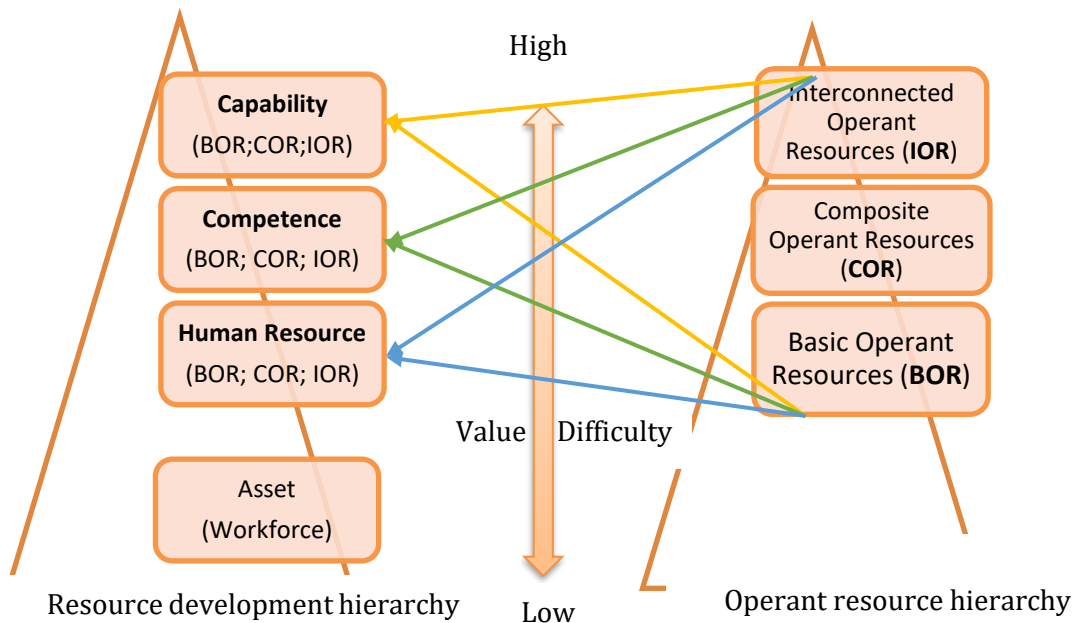 High
Capability
(BOR;COR;IOR)
Competence
(BOR; COR; IOR)
Human Resource
(BOR; COR; IOR)
Asset
(Workforce)
Resource development hierarchy
Value
Difficulty
Low
Interconnected
Operant
Resources (IOR)
Composite
Operant Resources
(COR)
Basic Operant
Resources (BOR)
Operant resource hierarchy